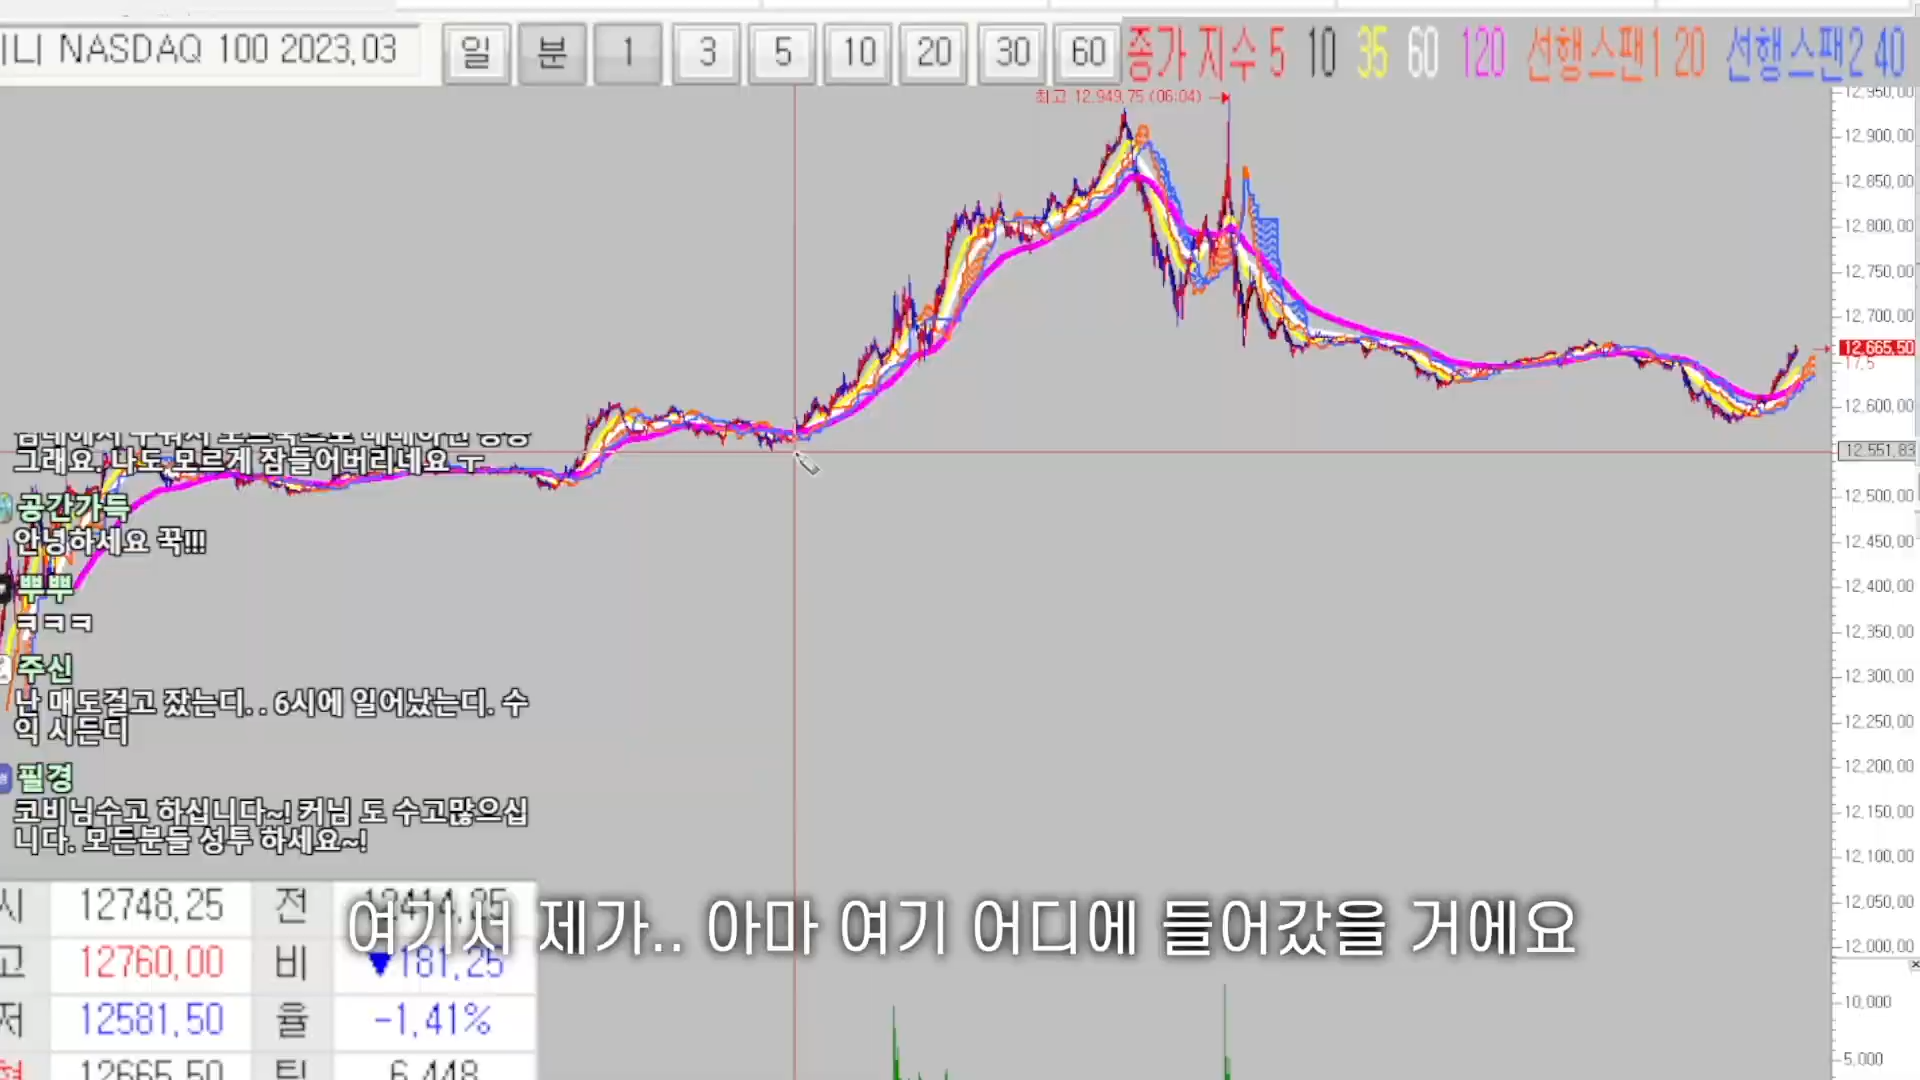 NASDAQ 100 2023,03
일 분 1 3 5 10 20 30 60 종가 지수 5 10 35 60 120 선행스팬1 20 선행스팬2 40
최고 12,949,75 (06:04)
12,950,00
12,900,00
12,850,00
12,800,00
12,750,00
12,700,00
12,665,50
17,5
12,600,00
12,551,83
12,500,00
12,450,00
12,400,00
12,350,00
12,300,00
12,250,00
12,200,00
12,150,00
12,100,00
12,050,00
12,000,00
10,000
5,000
그래요. 나도 모르게 잠들어버리네요 ㅜ
공간가득
안녕하세요 꾹!!!
뿌뿌
ㅋㅋㅋ
주신
난 매도걸고 잤는디. . 6시에 일어났는디. 수
익 시든디
필경
코비님수고 하십니다~! 커님 도 수고많으십
니다. 모든분들 성투 하세요~!
시 12748,25 전
고 12760,00 비 ▼181,25
저 12581,50 율 -1,41%
12665,50 틱 6,448
여기서 제가.. 아마 여기 어디에 들어갔을 거에요